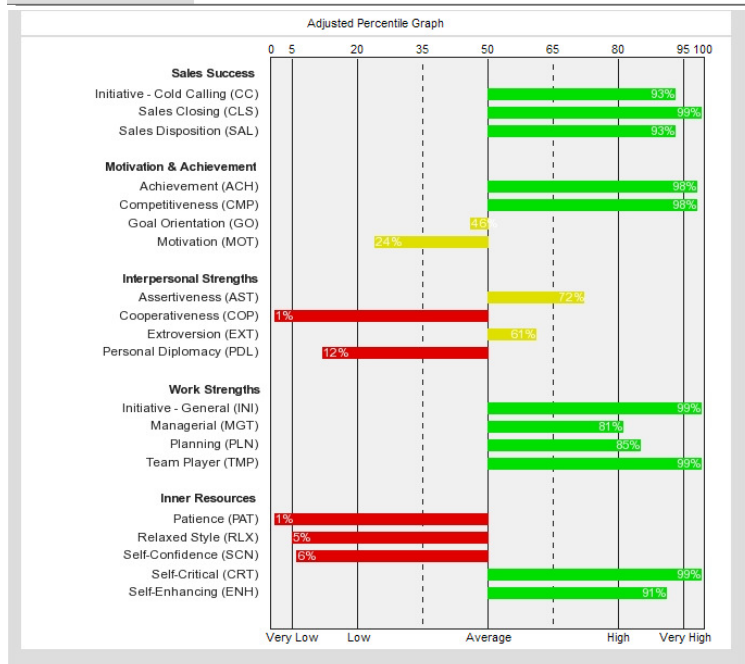 Adjusted Percentile Graph
0 5 20 35 50 65 80 95 100
Sales Success
Initiative - Cold Calling (CC) 93%
Sales Closing (CLS) 99%
Sales Disposition (SAL) 93%
Motivation & Achievement
Achievement (ACH) 98%
Competitiveness (CMP) 98%
Goal Orientation (GO) 46%
Motivation (MOT) 24%
Interpersonal Strengths
Assertiveness (AST) 72%
Cooperativeness (COP) 1%
Extroversion (EXT) 61%
Personal Diplomacy (PDL) 12%
Work Strengths
Initiative - General (INI) 99%
Managerial (MGT) 81%
Planning (PLN) 85%
Team Player (TMP) 99%
Inner Resources
Patience (PAT) 1%
Relaxed Style (RLX) 5%
Self-Confidence (SCN) 6%
Self-Critical (CRT) 99%
Self-Enhancing (ENH) 91%
Very Low Low Average High Very High